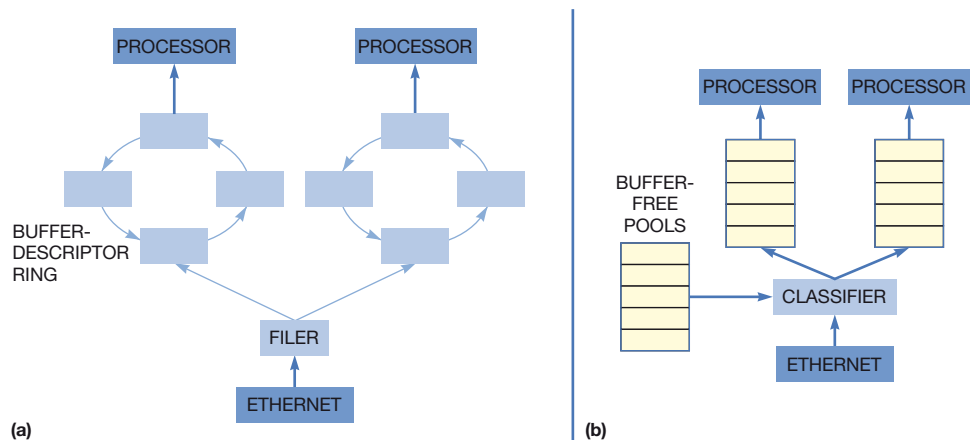 PROCESSOR
PROCESSOR
BUFFER-
DESCRIPTOR
RING
FILER
ETHERNET
(a)
PROCESSOR
PROCESSOR
BUFFER-
FREE
POOLS
CLASSIFIER
ETHERNET
(b)